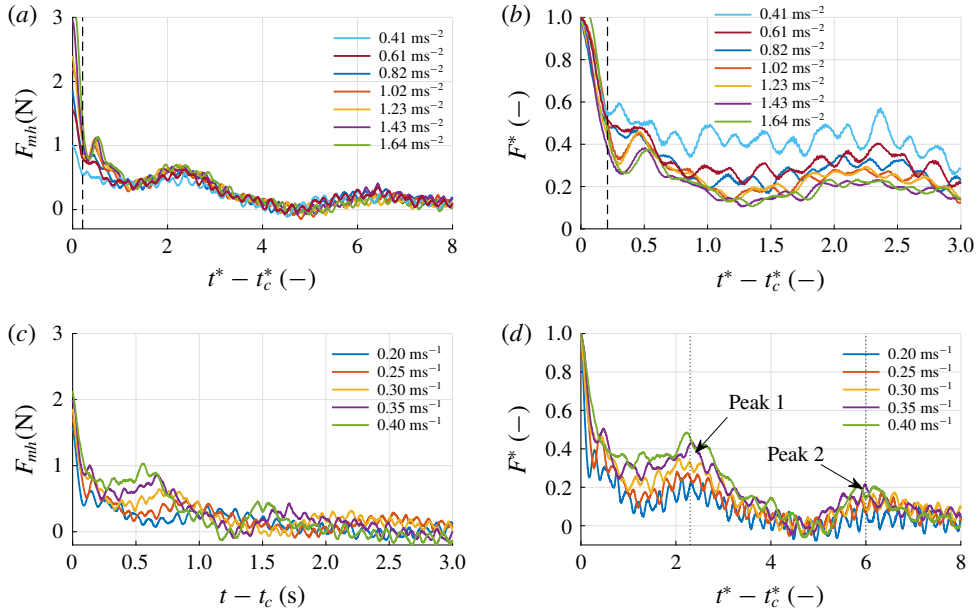 (a)
3
2
1
0
F_mh(N)
0.41 ms⁻²
0.61 ms⁻²
0.82 ms⁻²
1.02 ms⁻²
1.23 ms⁻²
1.43 ms⁻²
1.64 ms⁻²
0 2 4 6 8
t* − t*_c (−)
(b)
1.0
0.8
0.6
0.4
0.2
0
F* (−)
0.41 ms⁻²
0.61 ms⁻²
0.82 ms⁻²
1.02 ms⁻²
1.23 ms⁻²
1.43 ms⁻²
1.64 ms⁻²
0 0.5 1.0 1.5 2.0 2.5 3.0
t* − t*_c (−)
(c)
3
2
1
0
F_mh(N)
0.20 ms⁻¹
0.25 ms⁻¹
0.30 ms⁻¹
0.35 ms⁻¹
0.40 ms⁻¹
0 0.5 1.0 1.5 2.0 2.5 3.0
t − t_c (s)
(d)
1.0
0.8
0.6
0.4
0.2
0
F* (−)
0.20 ms⁻¹
0.25 ms⁻¹
0.30 ms⁻¹
0.35 ms⁻¹
0.40 ms⁻¹
Peak 1
Peak 2
0 2 4 6 8
t* − t*_c (−)